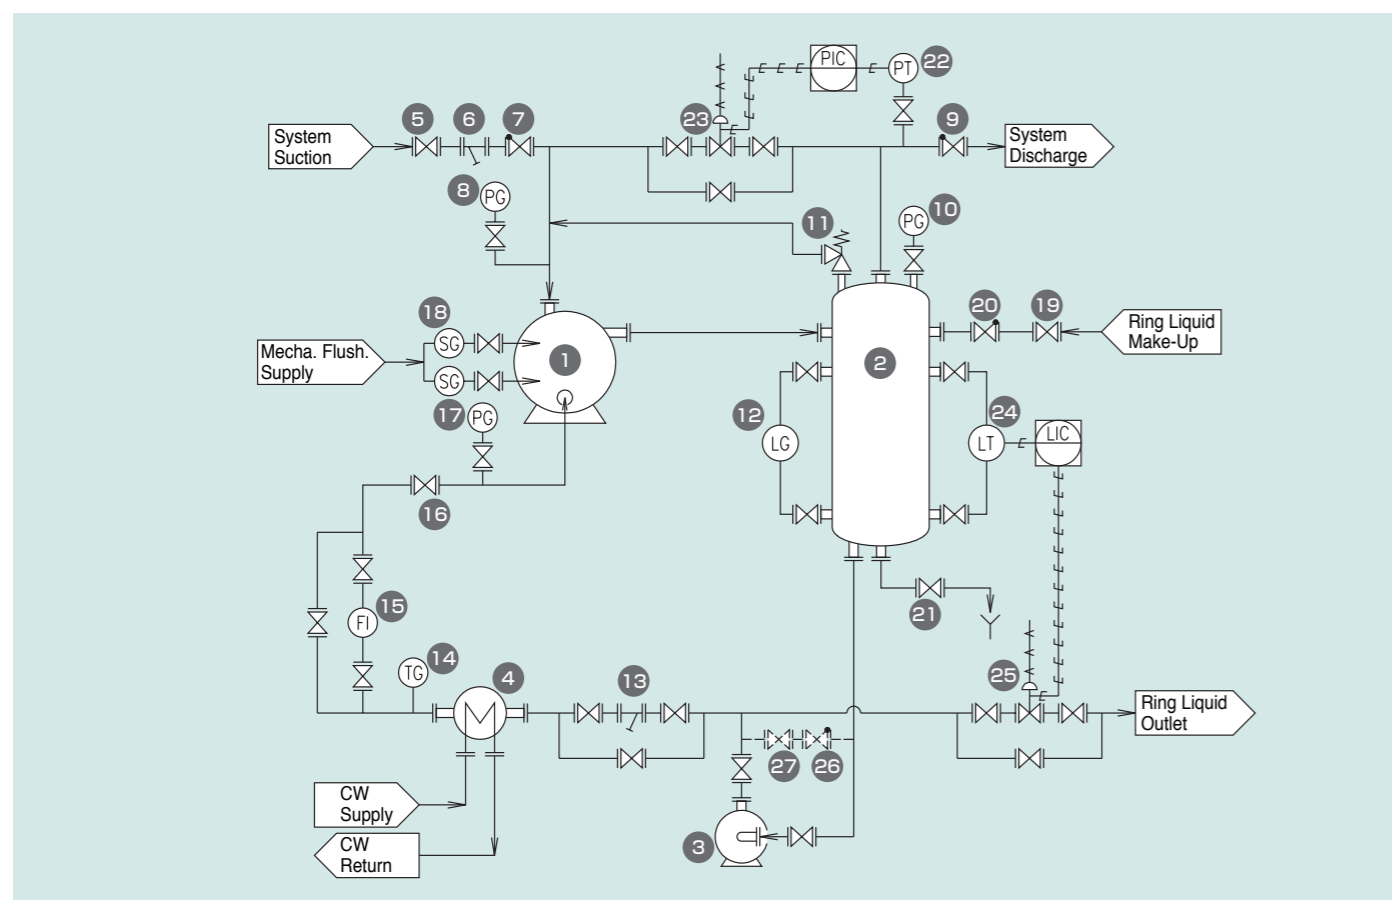 PIC
PT
22
5
6
7
23
9
System
Suction
System
Discharge
8
PG
11
PG
10
18
SG
20
19
Ring Liquid
Make-Up
Mecha. Flush.
Supply
1
2
SG
17
PG
12
LG
24
LT
LIC
16
15
FI
21
14
TG
4
13
25
Ring Liquid
Outlet
27
26
CW
Supply
3
CW
Return